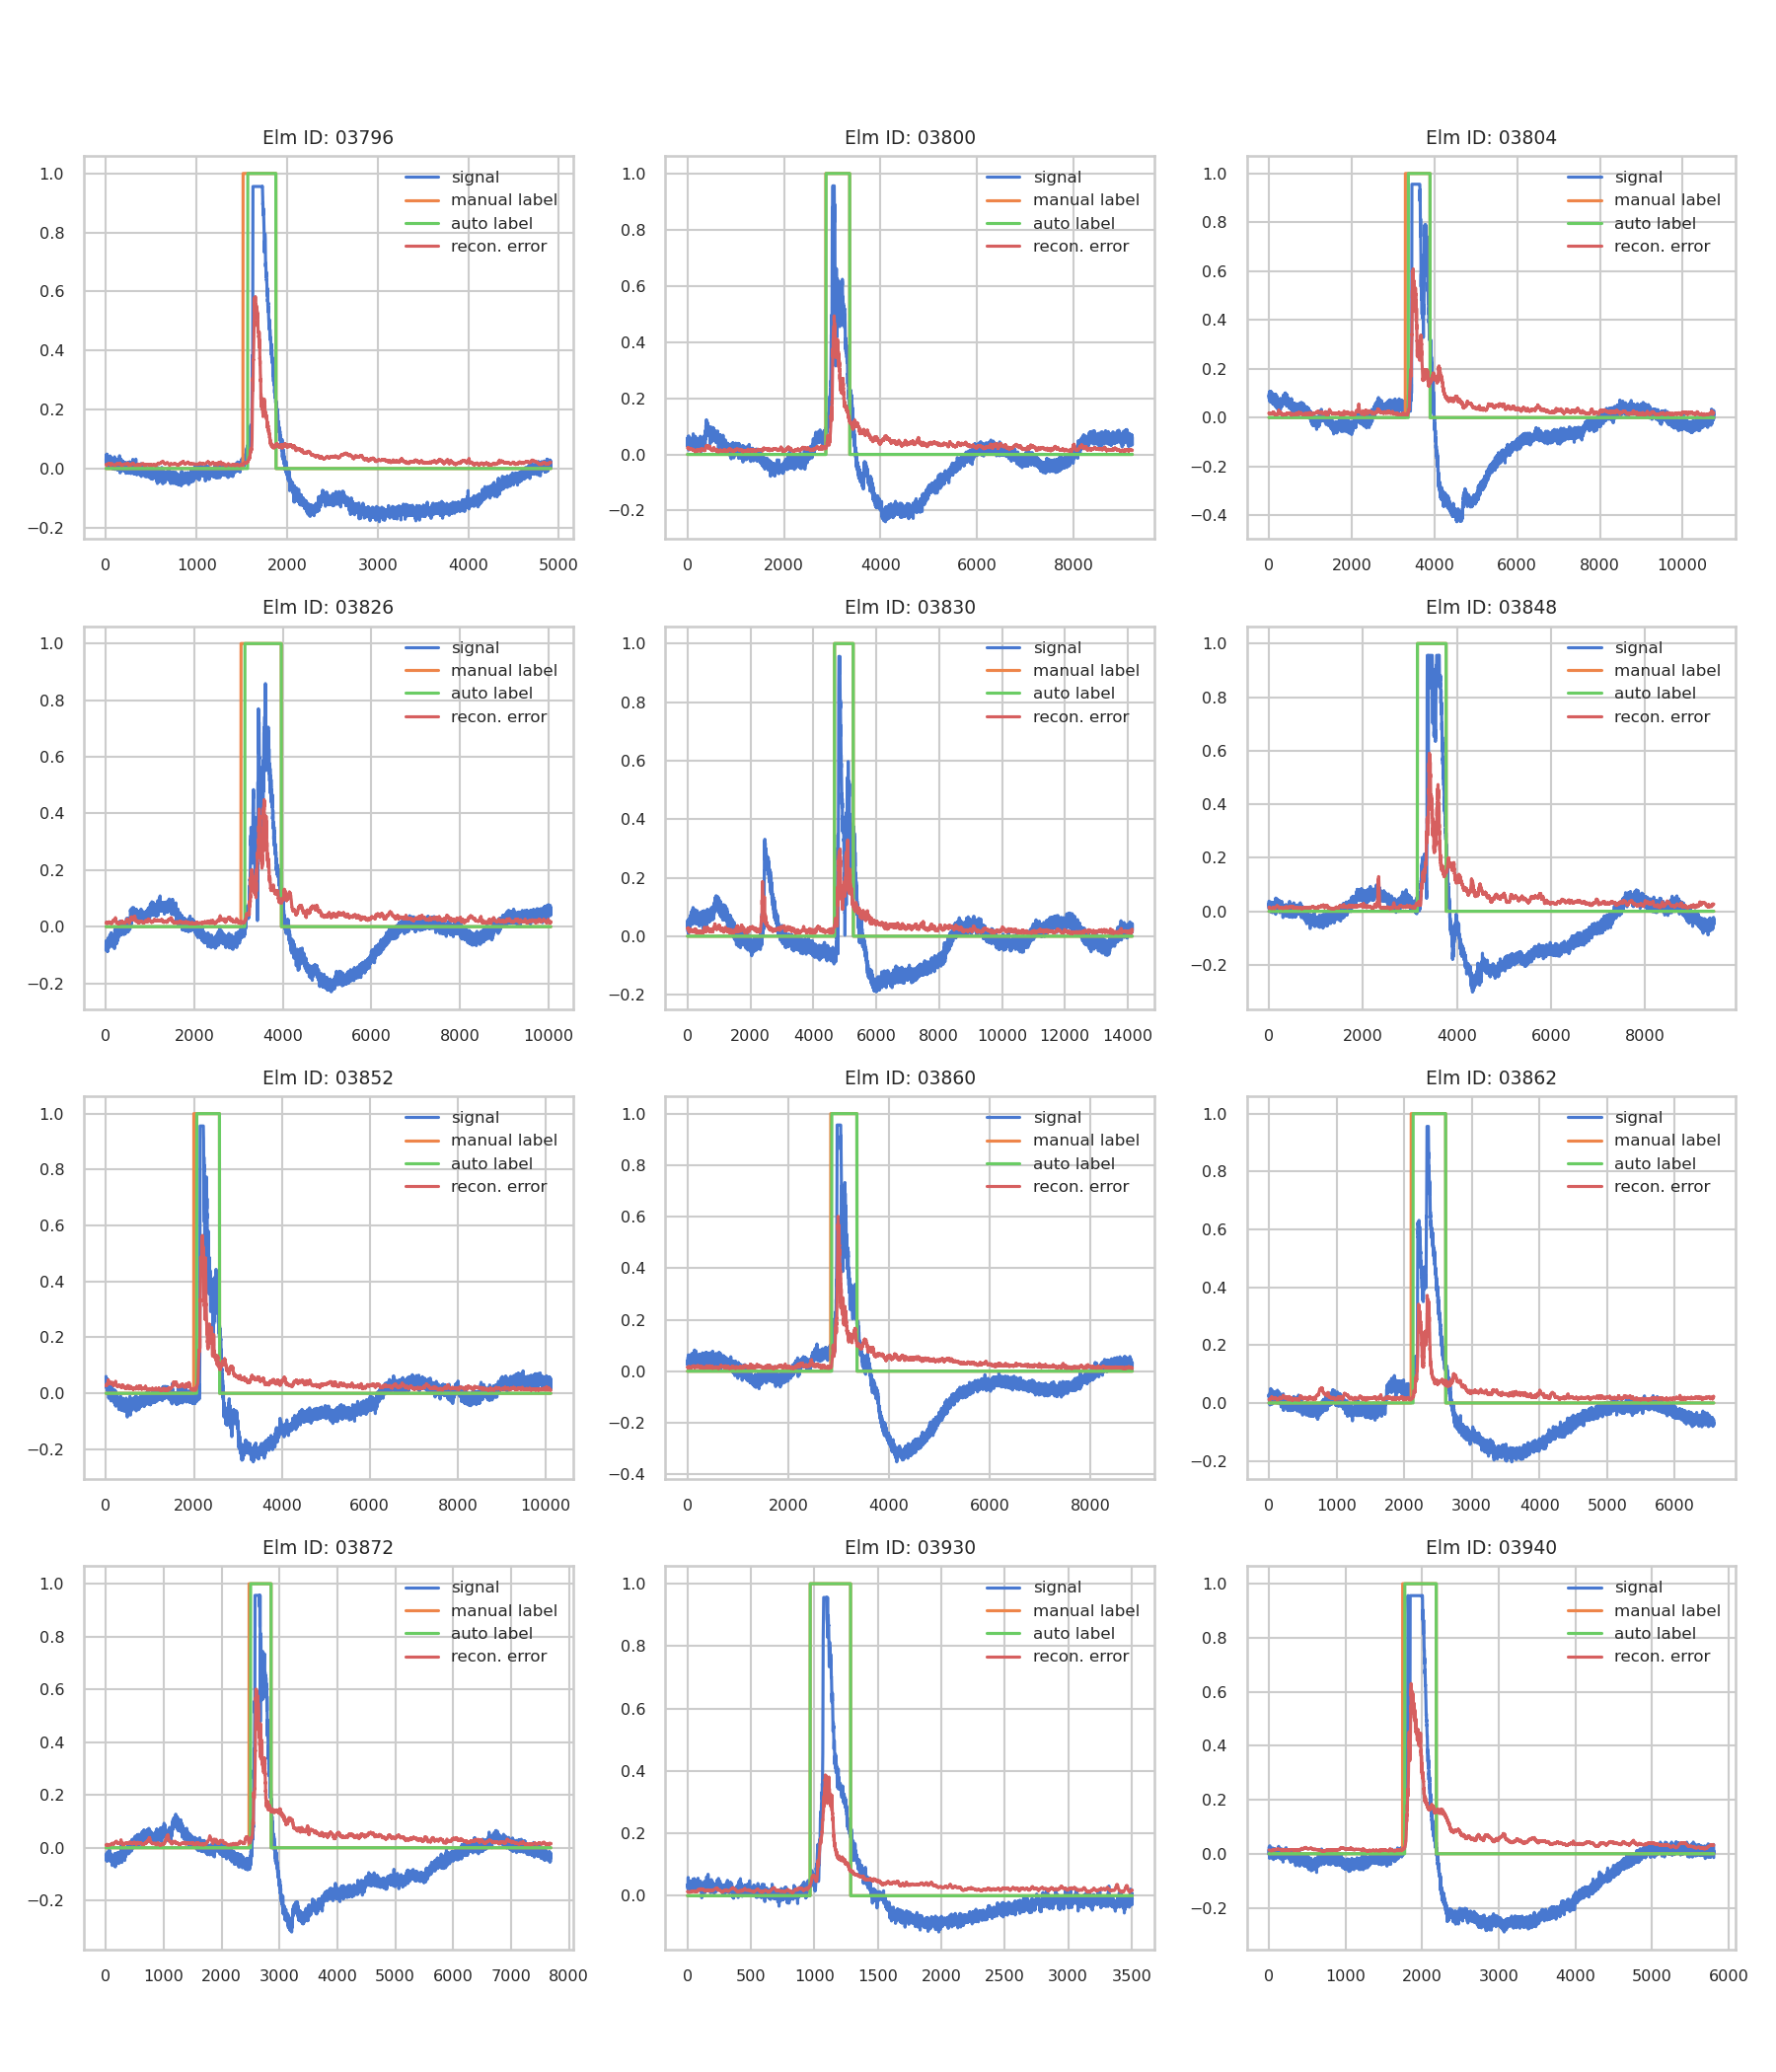 Elm ID: 03796
signal
manual label
auto label
recon. error
1.0
0.8
0.6
0.4
0.2
0.0
−0.2
0 1000 2000 3000 4000 5000
Elm ID: 03800
signal
manual label
auto label
recon. error
1.0
0.8
0.6
0.4
0.2
0.0
−0.2
0 2000 4000 6000 8000
Elm ID: 03804
signal
manual label
auto label
recon. error
1.0
0.8
0.6
0.4
0.2
0.0
−0.2
−0.4
0 2000 4000 6000 8000 10000
Elm ID: 03826
signal
manual label
auto label
recon. error
1.0
0.8
0.6
0.4
0.2
0.0
−0.2
0 2000 4000 6000 8000 10000
Elm ID: 03830
signal
manual label
auto label
recon. error
1.0
0.8
0.6
0.4
0.2
0.0
−0.2
0 2000 4000 6000 8000 10000 12000 14000
Elm ID: 03848
signal
manual label
auto label
recon. error
1.0
0.8
0.6
0.4
0.2
0.0
−0.2
0 2000 4000 6000 8000
Elm ID: 03852
signal
manual label
auto label
recon. error
1.0
0.8
0.6
0.4
0.2
0.0
−0.2
0 2000 4000 6000 8000 10000
Elm ID: 03860
signal
manual label
auto label
recon. error
1.0
0.8
0.6
0.4
0.2
0.0
−0.2
−0.4
0 2000 4000 6000 8000
Elm ID: 03862
signal
manual label
auto label
recon. error
1.0
0.8
0.6
0.4
0.2
0.0
−0.2
0 1000 2000 3000 4000 5000 6000
Elm ID: 03872
signal
manual label
auto label
recon. error
1.0
0.8
0.6
0.4
0.2
0.0
−0.2
0 1000 2000 3000 4000 5000 6000 7000 8000
Elm ID: 03930
signal
manual label
auto label
recon. error
1.0
0.8
0.6
0.4
0.2
0.0
0 500 1000 1500 2000 2500 3000 3500
Elm ID: 03940
signal
manual label
auto label
recon. error
1.0
0.8
0.6
0.4
0.2
0.0
−0.2
0 1000 2000 3000 4000 5000 6000